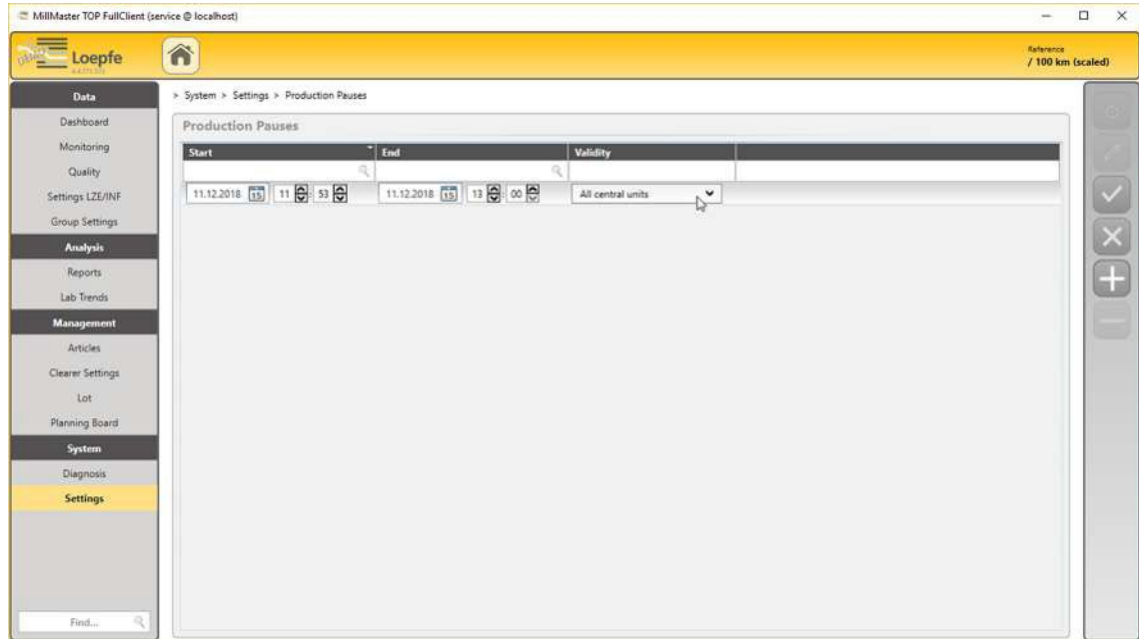 MillMaster TOP FullClient (service @ localhost)
Loepfe
Reference
/ 100 km (scaled)
Data
Dashboard
Monitoring
Quality
Settings LZE/INF
Group Settings
Analysis
Reports
Lab Trends
Management
Articles
Clearer Settings
Lot
Planning Board
System
Diagnosis
Settings
Find...
> System > Settings > Production Pauses
Production Pauses
Start End Validity
11.12.2018 15 11 : 53 11.12.2018 15 13 : 00 All central units